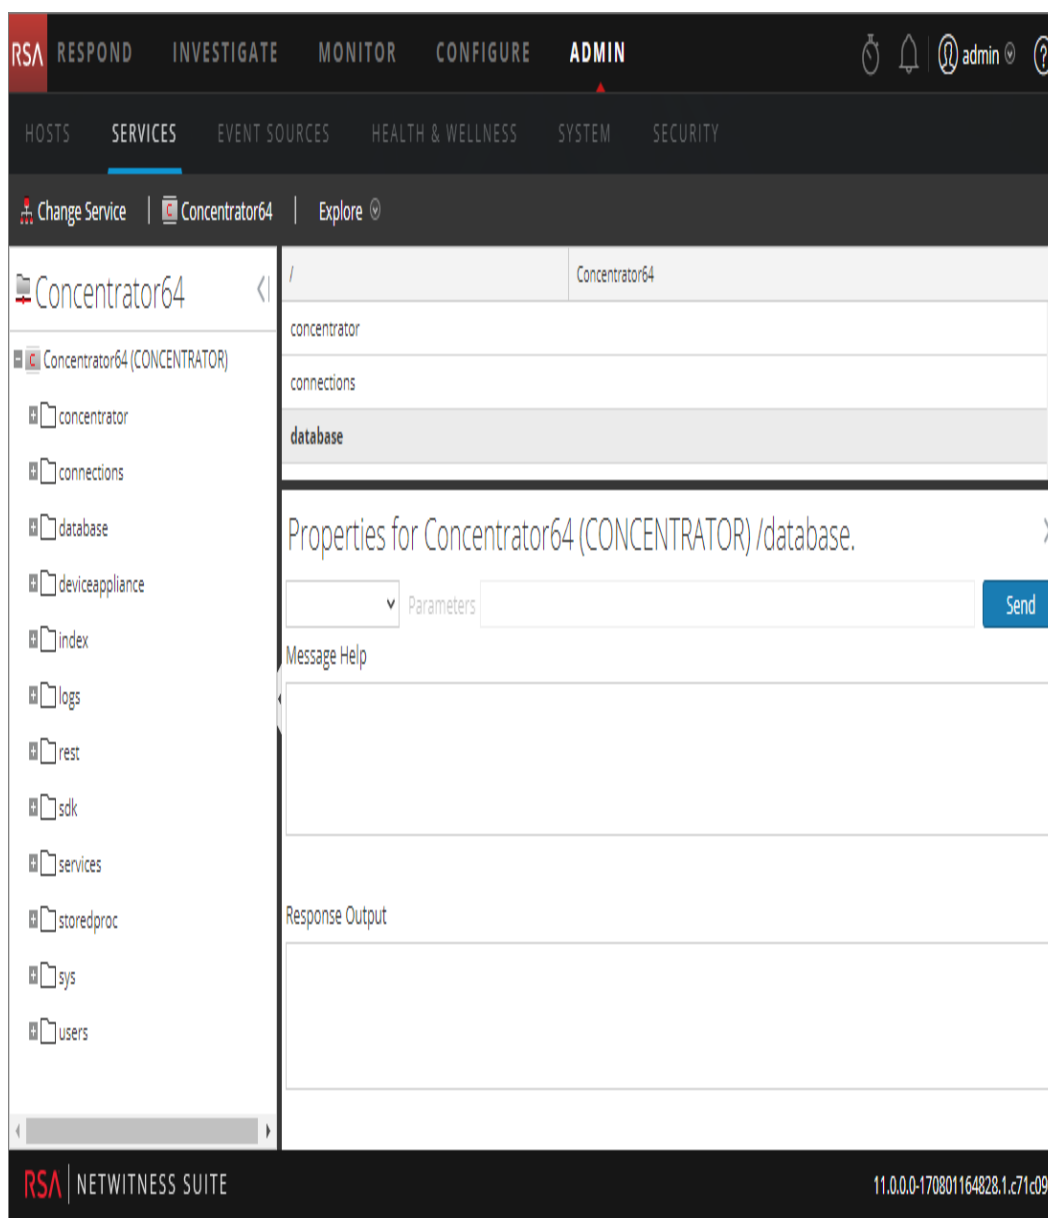 RSA RESPOND INVESTIGATE MONITOR CONFIGURE ADMIN admin ?
HOSTS SERVICES EVENT SOURCES HEALTH & WELLNESS SYSTEM SECURITY
Change Service | C Concentrator64 | Explore
Concentrator64
C Concentrator64 (CONCENTRATOR)
concentrator
connections
database
deviceappliance
index
logs
rest
sdk
services
storedproc
sys
users
/ Concentrator64
concentrator
connections
database
Properties for Concentrator64 (CONCENTRATOR) /database.
Parameters Send
Message Help
Response Output
RSA | NETWITNESS SUITE 11.0.0.0-170801164828.1.c71c09